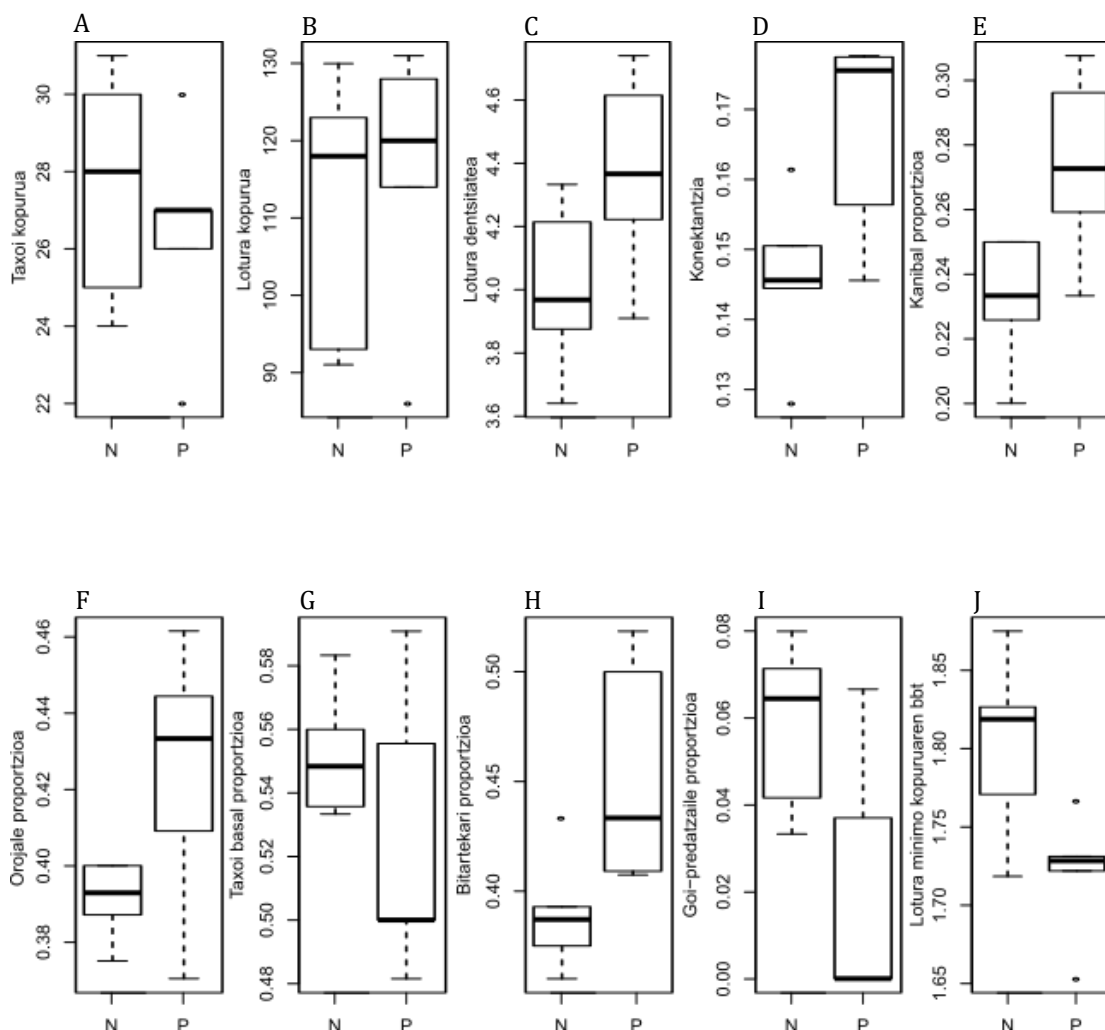 A
Taxoi kopurua
30
28
26
24
22
N P
B
Lotura kopurua
130
120
110
100
90
N P
C
Lotura dentsitatea
4.6
4.4
4.2
4.0
3.8
3.6
N P
D
Konektantzia
0.17
0.16
0.15
0.14
0.13
N P
E
Kanibal proportzioa
0.30
0.28
0.26
0.24
0.22
0.20
N P
F
Orojale proportzioa
0.46
0.44
0.42
0.40
0.38
N P
G
Taxoi basal proportzioa
0.58
0.56
0.54
0.52
0.50
0.48
N P
H
Bitartekari proportzioa
0.50
0.45
0.40
N P
I
Goi-predatzaile proportzioa
0.08
0.06
0.04
0.02
0.00
N P
J
Lotura minimo kopuruaren bbt
1.85
1.80
1.75
1.70
1.65
N P